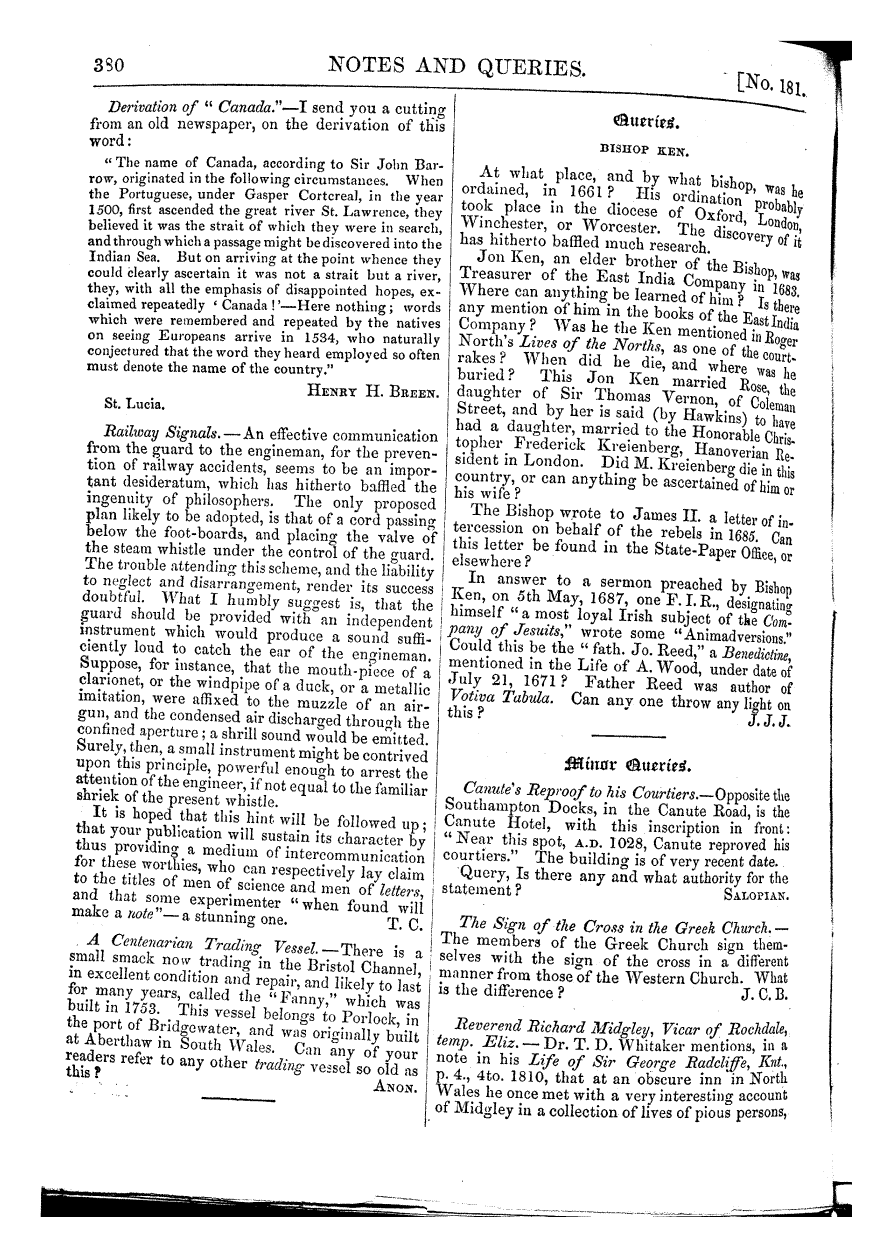 380
NOTES AND QUERIES.
[No. 181.
Derivation of " Canada."—I send you a cutting
from an old newspaper, on the derivation of this
word:
" The name of Canada, according to Sir John Bar-
row, originated in the following circumstances. When
the Portuguese, under Gasper Cortcreal, in the year
1500, first ascended the great river St. Lawrence, they
believed it was the strait of which they were in search,
and through which a passage might be discovered into the
Indian Sea. But on arriving at the point whence they
could clearly ascertain it was not a strait but a river,
they, with all the emphasis of disappointed hopes, ex-
claimed repeatedly ' Canada !'—Here nothing; words
which were remembered and repeated by the natives
on seeing Europeans arrive in 1534, who naturally
conjectured that the word they heard employed so often
must denote the name of the country."
HENRY H. BREEN.
St. Lucia.
Railway Signals.—An effective communication
from the guard to the engineman, for the preven-
tion of railway accidents, seems to be an impor-
tant desideratum, which has hitherto baffled the
ingenuity of philosophers. The only proposed
plan likely to be adopted, is that of a cord passing
below the foot-boards, and placing the valve of
the steam whistle under the control of the guard.
The trouble attending this scheme, and the liability
to neglect and disarrangement, render its success
doubtful. What I humbly suggest is, that the
guard should be provided with an independent
instrument which would produce a sound suffi-
ciently loud to catch the ear of the engineman.
Suppose, for instance, that the mouth-piece of a
clarionet, or the windpipe of a duck, or a metallic
imitation, were affixed to the muzzle of an air-
gun, and the condensed air discharged through the
confined aperture ; a shrill sound would be emitted.
Surely, then, a small instrument might be contrived
upon this principle, powerful enough to arrest the
attention of the engineer, if not equal to the familiar
shriek of the present whistle.
It is hoped that this hint will be followed up;
that your publication will sustain its character by
thus providing a medium of intercommunication
for these worthies, who can respectively lay claim
to the titles of men of science and men of letters,
and that some experimenter "when found will
make a note"—a stunning one. T. C.
A Centenarian Trading Vessel.—There is a
small smack now trading in the Bristol Channel,
in excellent condition and repair, and likely to last
for many years, called the "Fanny," which was
built in 1753. This vessel belongs to Porlock, in
the port of Bridgewater, and was originally built
at Aberthaw in South Wales. Can any of your
readers refer to any other trading vessel so old as
this ?
ANON.
Queries.
BISHOP KEN.
At what place, and by what bishop, was he
ordained, in 1661 ? His ordination probably
took place in the diocese of Oxford, London,
Winchester, or Worcester. The discovery of it
has hitherto baffled much research.
Jon Ken, an elder brother of the Bishop, was
Treasurer of the East India Company in 1683.
Where can anything be learned of him ? Is there
any mention of him in the books of the East India
Company ? Was he the Ken mentioned in Roger
North's Lives of the Norths, as one of the court-
rakes ? When did he die, and where was he
buried ? This Jon Ken married Rose, the
daughter of Sir Thomas Vernon, of Coleman
Street, and by her is said (by Hawkins) to have
had a daughter, married to the Honorable Chris-
topher Frederick Kreienberg, Hanoverian Re-
sident in London. Did M. Kreienberg die in this
country, or can anything be ascertained of him or
his wife ?
The Bishop wrote to James II. a letter of in-
tercession on behalf of the rebels in 1685. Can
this letter be found in the State-Paper Office, or
elsewhere ?
In answer to a sermon preached by Bishop
Ken, on 5th May, 1687, one F. I. R., designating
himself "a most loyal Irish subject of the Com-
pany of Jesuits," wrote some "Animadversions."
Could this be the "fath. Jo. Reed," a Benedictine,
mentioned in the Life of A. Wood, under date of
July 21, 1671 ? Father Reed was author of
Votiva Tabula. Can any one throw any light on
this ? J. J. J.
Minor Queries.
Canute's Reproof to his Courtiers.—Opposite the
Southampton Docks, in the Canute Road, is the
Canute Hotel, with this inscription in front:
"Near this spot, A.D. 1028, Canute reproved his
courtiers." The building is of very recent date.
Query, Is there any and what authority for the
statement ? SALOPIAN.
The Sign of the Cross in the Greek Church.—
The members of the Greek Church sign them-
selves with the sign of the cross in a different
manner from those of the Western Church. What
is the difference ? J. C. B.
Reverend Richard Midgley, Vicar of Rochdale,
temp. Eliz.—Dr. T. D. Whitaker mentions, in a
note in his Life of Sir George Radcliffe, Knt.,
p. 4., 4to. 1810, that at an obscure inn in North
Wales he once met with a very interesting account
of Midgley in a collection of lives of pious persons,